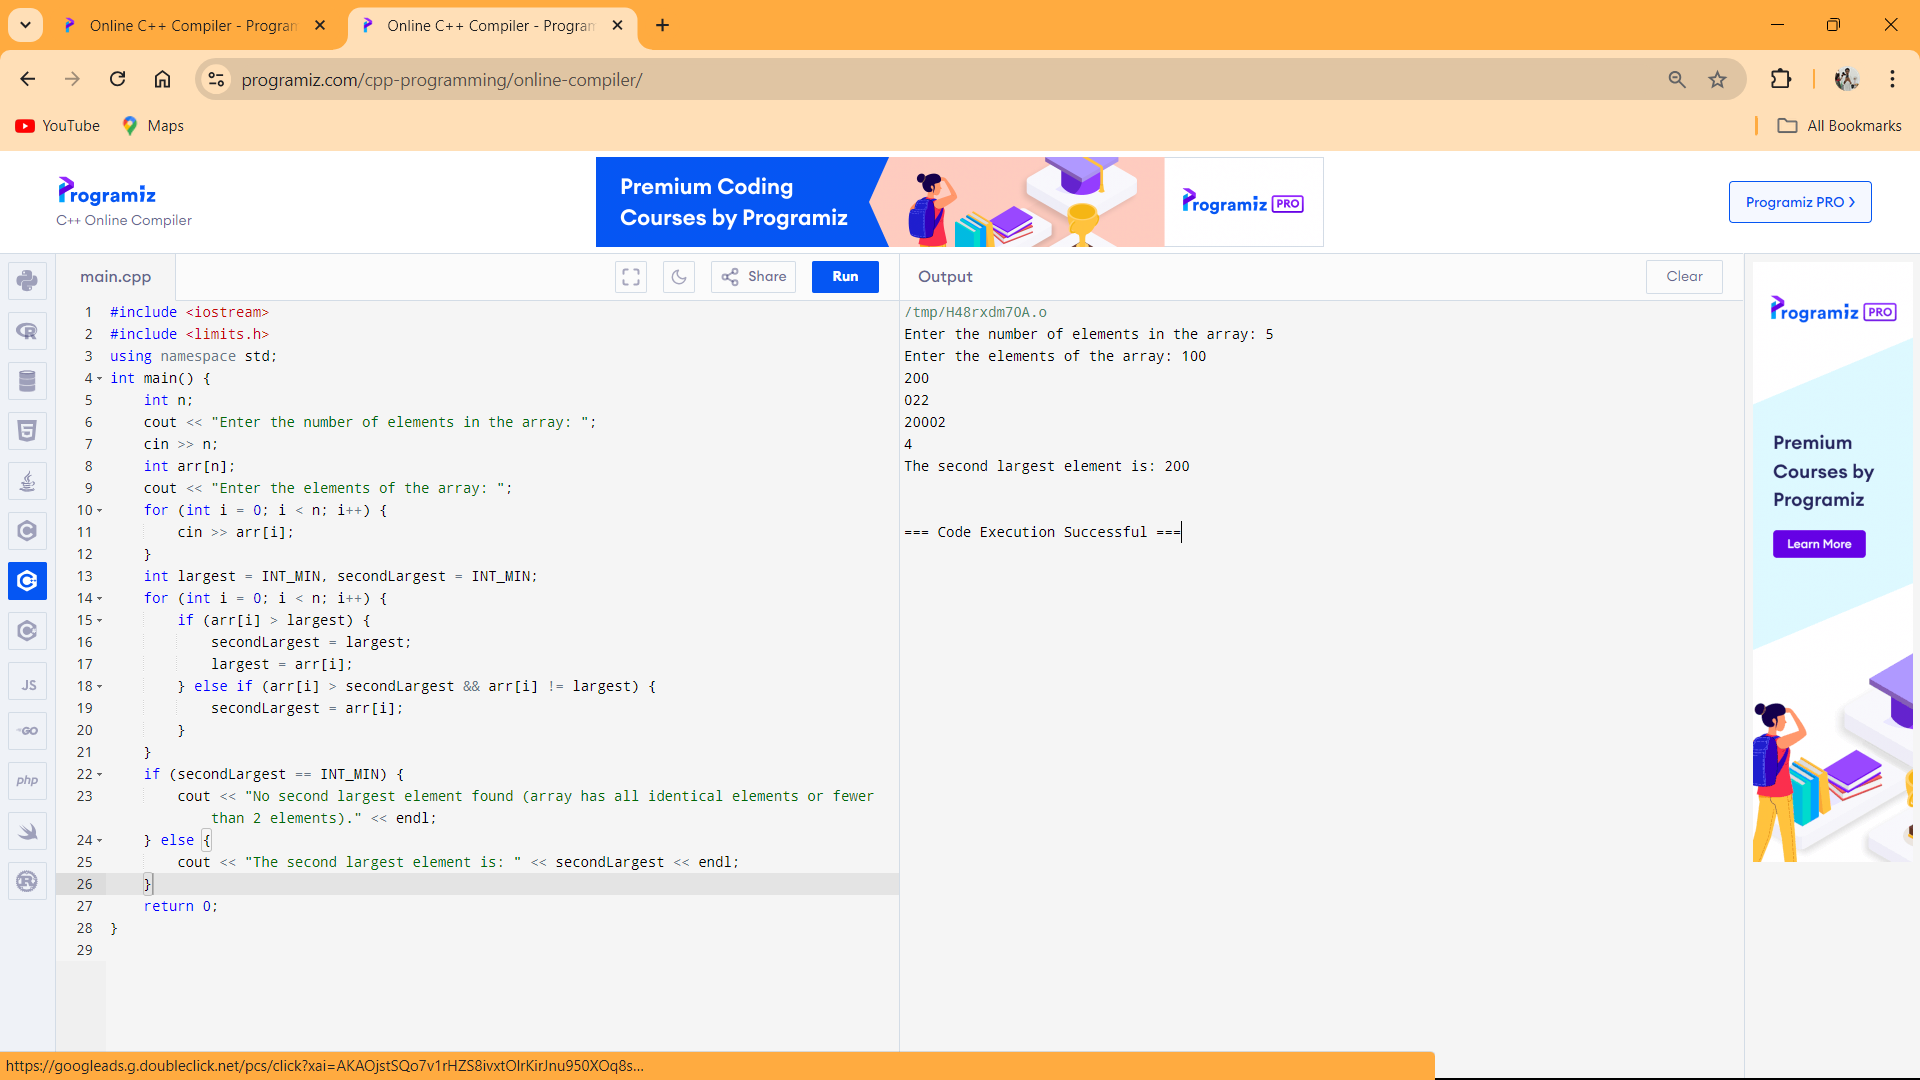 Online C++ Compiler - Program
Online C++ Compiler - Program
programiz.com/cpp-programming/online-compiler/
YouTube
Maps
All Bookmarks
Programiz
C++ Online Compiler
Premium Coding
Courses by Programiz
Programiz PRO
Programiz PRO >
main.cpp
Share
Run
Output
Clear
1 #include <iostream>
2 #include <limits.h>
3 using namespace std;
4 int main() {
5     int n;
6     cout << "Enter the number of elements in the array: ";
7     cin >> n;
8     int arr[n];
9     cout << "Enter the elements of the array: ";
10     for (int i = 0; i < n; i++) {
11         cin >> arr[i];
12     }
13     int largest = INT_MIN, secondLargest = INT_MIN;
14     for (int i = 0; i < n; i++) {
15         if (arr[i] > largest) {
16             secondLargest = largest;
17             largest = arr[i];
18         } else if (arr[i] > secondLargest && arr[i] != largest) {
19             secondLargest = arr[i];
20         }
21     }
22     if (secondLargest == INT_MIN) {
23         cout << "No second largest element found (array has all identical elements or fewer
            than 2 elements)." << endl;
24     } else {
25         cout << "The second largest element is: " << secondLargest << endl;
26     }
27     return 0;
28 }
29
/tmp/H48rxdm7OA.o
Enter the number of elements in the array: 5
Enter the elements of the array: 100
200
022
20002
4
The second largest element is: 200
=== Code Execution Successful ===
Programiz PRO
Premium
Courses by
Programiz
Learn More
JS
GO
php
https://googleads.g.doubleclick.net/pcs/click?xai=AKAOjstSQo7v1rHZS8ivxtOlrKirJnu950XOq8s...